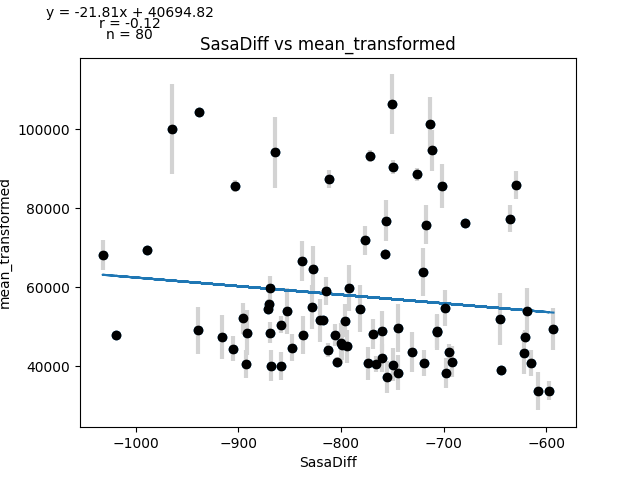 y = -21.81x + 40694.82
r = -0.12
n = 80
SasaDiff vs mean_transformed
mean_transformed
100000
80000
60000
40000
−1000
−900
−800
−700
−600
SasaDiff